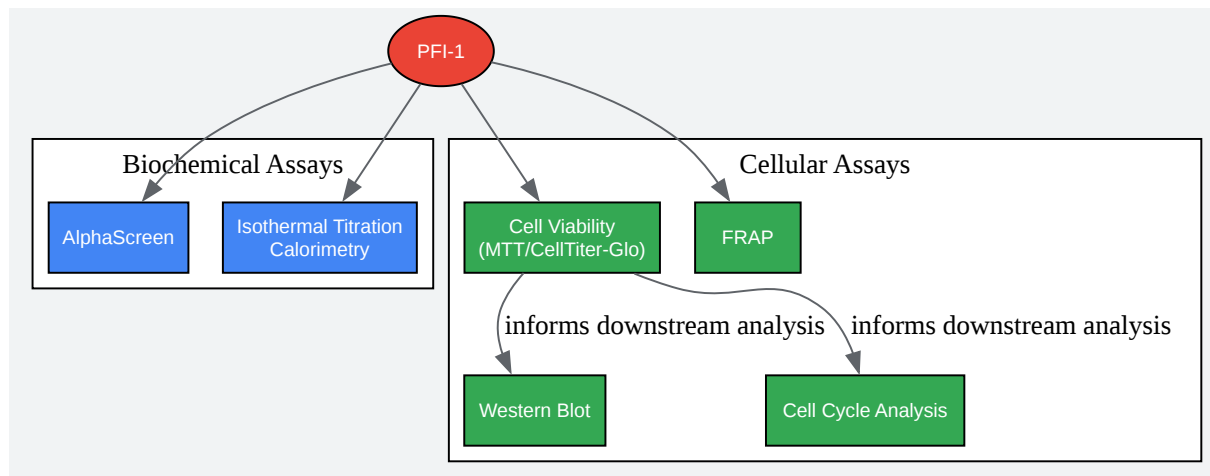 PFI-1
Biochemical Assays
Cellular Assays
AlphaScreen
Isothermal Titration
Calorimetry
Cell Viability
(MTT/CellTiter-Glo)
FRAP
informs downstream analysis
informs downstream analysis
Western Blot
Cell Cycle Analysis